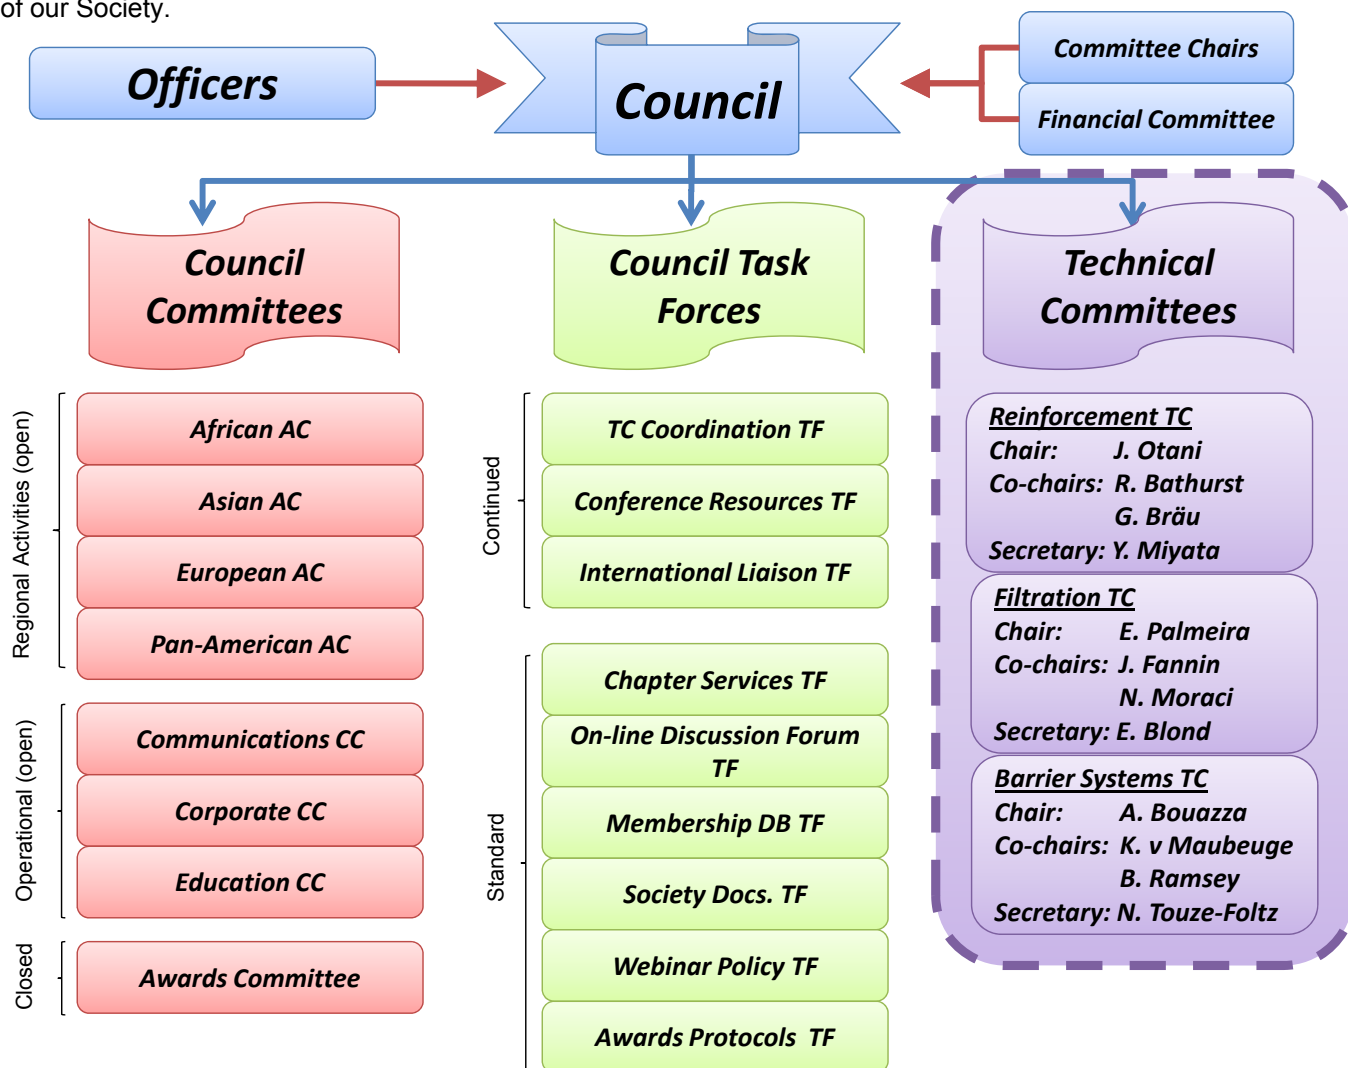 of our Society.
Officers
Council
Committee Chairs
Financial Committee
Council
Committees
Regional Activities (open)
African AC
Asian AC
European AC
Pan-American AC
Operational (open)
Communications CC
Corporate CC
Education CC
Closed
Awards Committee
Council Task
Forces
Continued
TC Coordination TF
Conference Resources TF
International Liaison TF
Standard
Chapter Services TF
On-line Discussion Forum
TF
Membership DB TF
Society Docs. TF
Webinar Policy TF
Awards Protocols TF
Technical
Committees
Reinforcement TC
Chair: J. Otani
Co-chairs: R. Bathurst
G. Bräu
Secretary: Y. Miyata
Filtration TC
Chair: E. Palmeira
Co-chairs: J. Fannin
N. Moraci
Secretary: E. Blond
Barrier Systems TC
Chair: A. Bouazza
Co-chairs: K. v Maubeuge
B. Ramsey
Secretary: N. Touze-Foltz